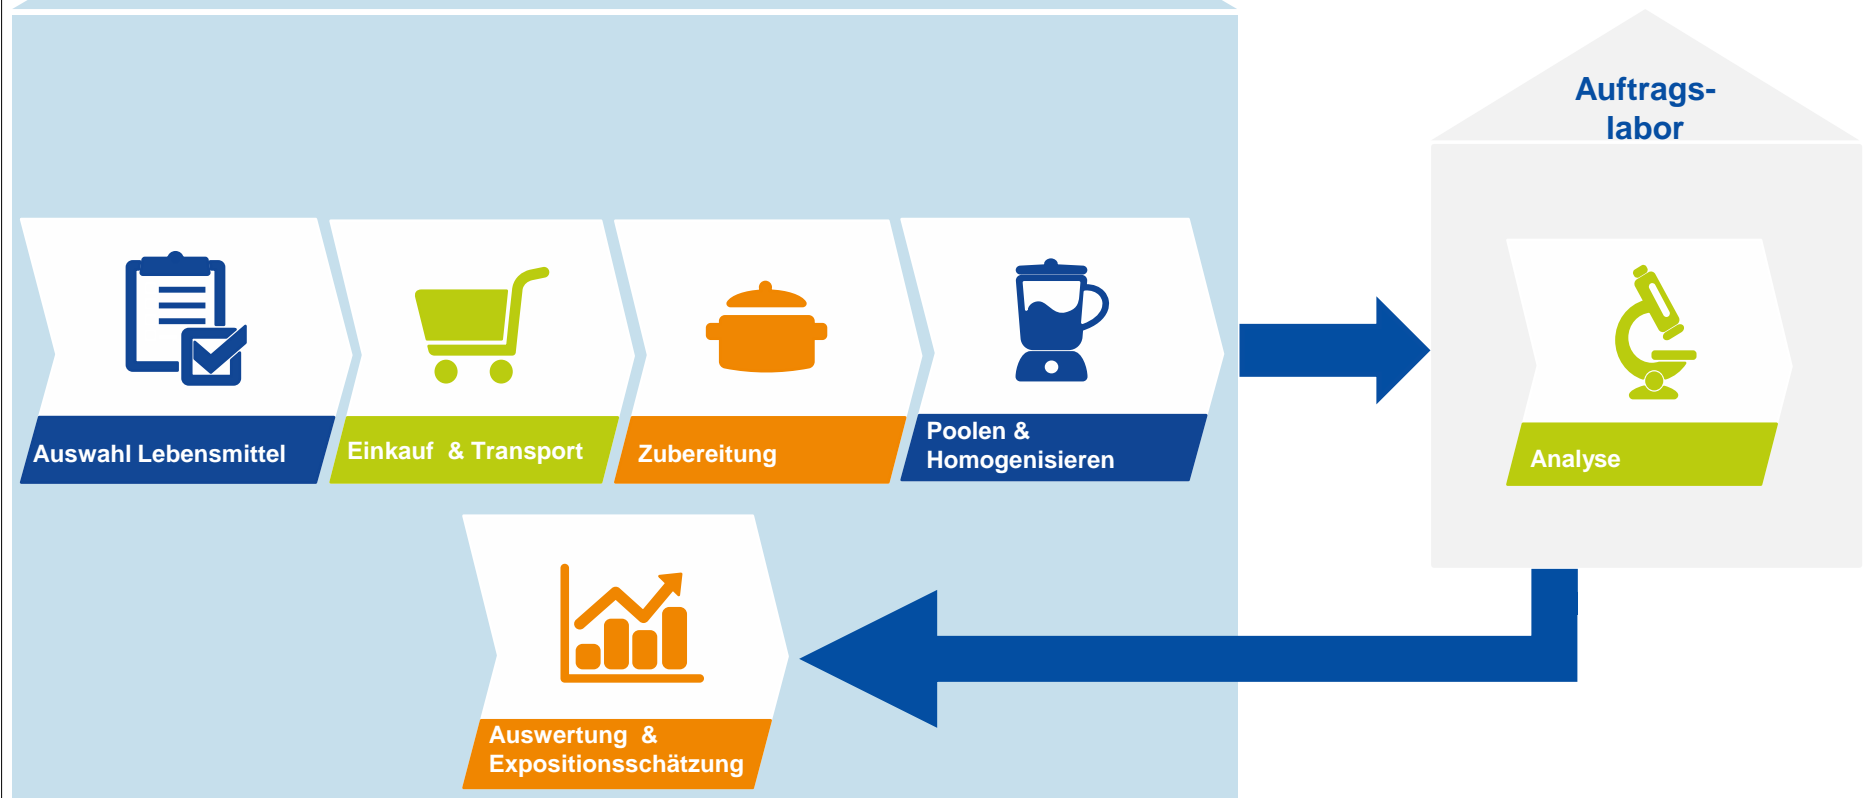 Auftrags-
labor
Auswahl Lebensmittel
Einkauf & Transport
Zubereitung
Poolen &
Homogenisieren
Analyse
Auswertung &
Expositionsschätzung